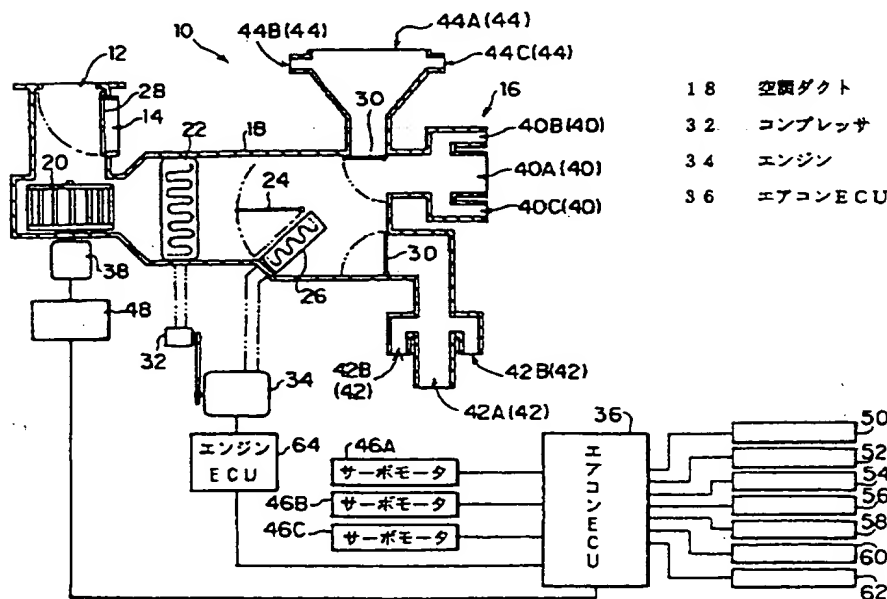 44B(44)
10
44A(44)
44C(44)
12
28
14
22
18
30
16
40B(40)
40A(40)
40C(40)
20
24
38
26
30
48
32
34
42B(42)
42B(42)
42A(42)
36
エンジンECU
64
46A
サーボモータ
46B
サーボモータ
46C
サーボモータ
エアコンECU
50
52
54
56
58
60
62
18 空調ダクト
32 コンプレッサ
34 エンジン
36 エアコンECU